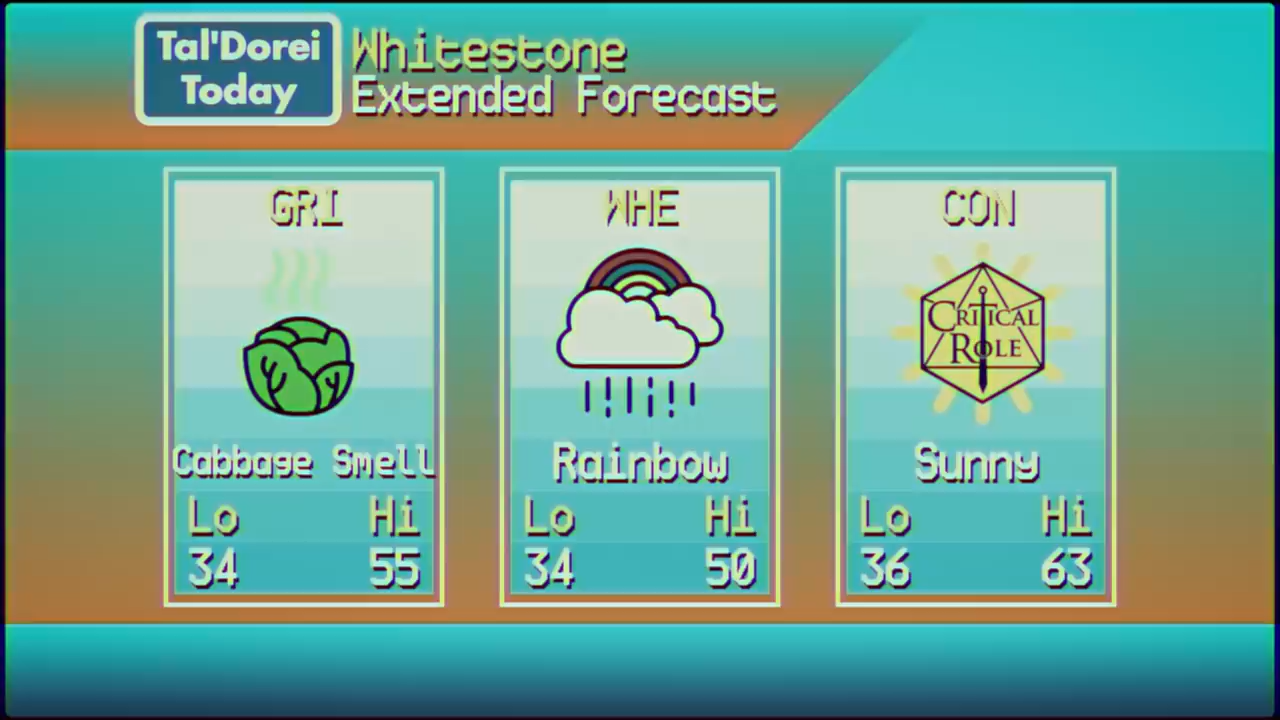 Tal'Dorei
Today
Whitestone
Extended Forecast
GRI
Cabbage Smell
Lo Hi
34 55
WHE
Rainbow
Lo Hi
34 50
CON
CRITICAL
ROLE
Sunny
Lo Hi
36 63